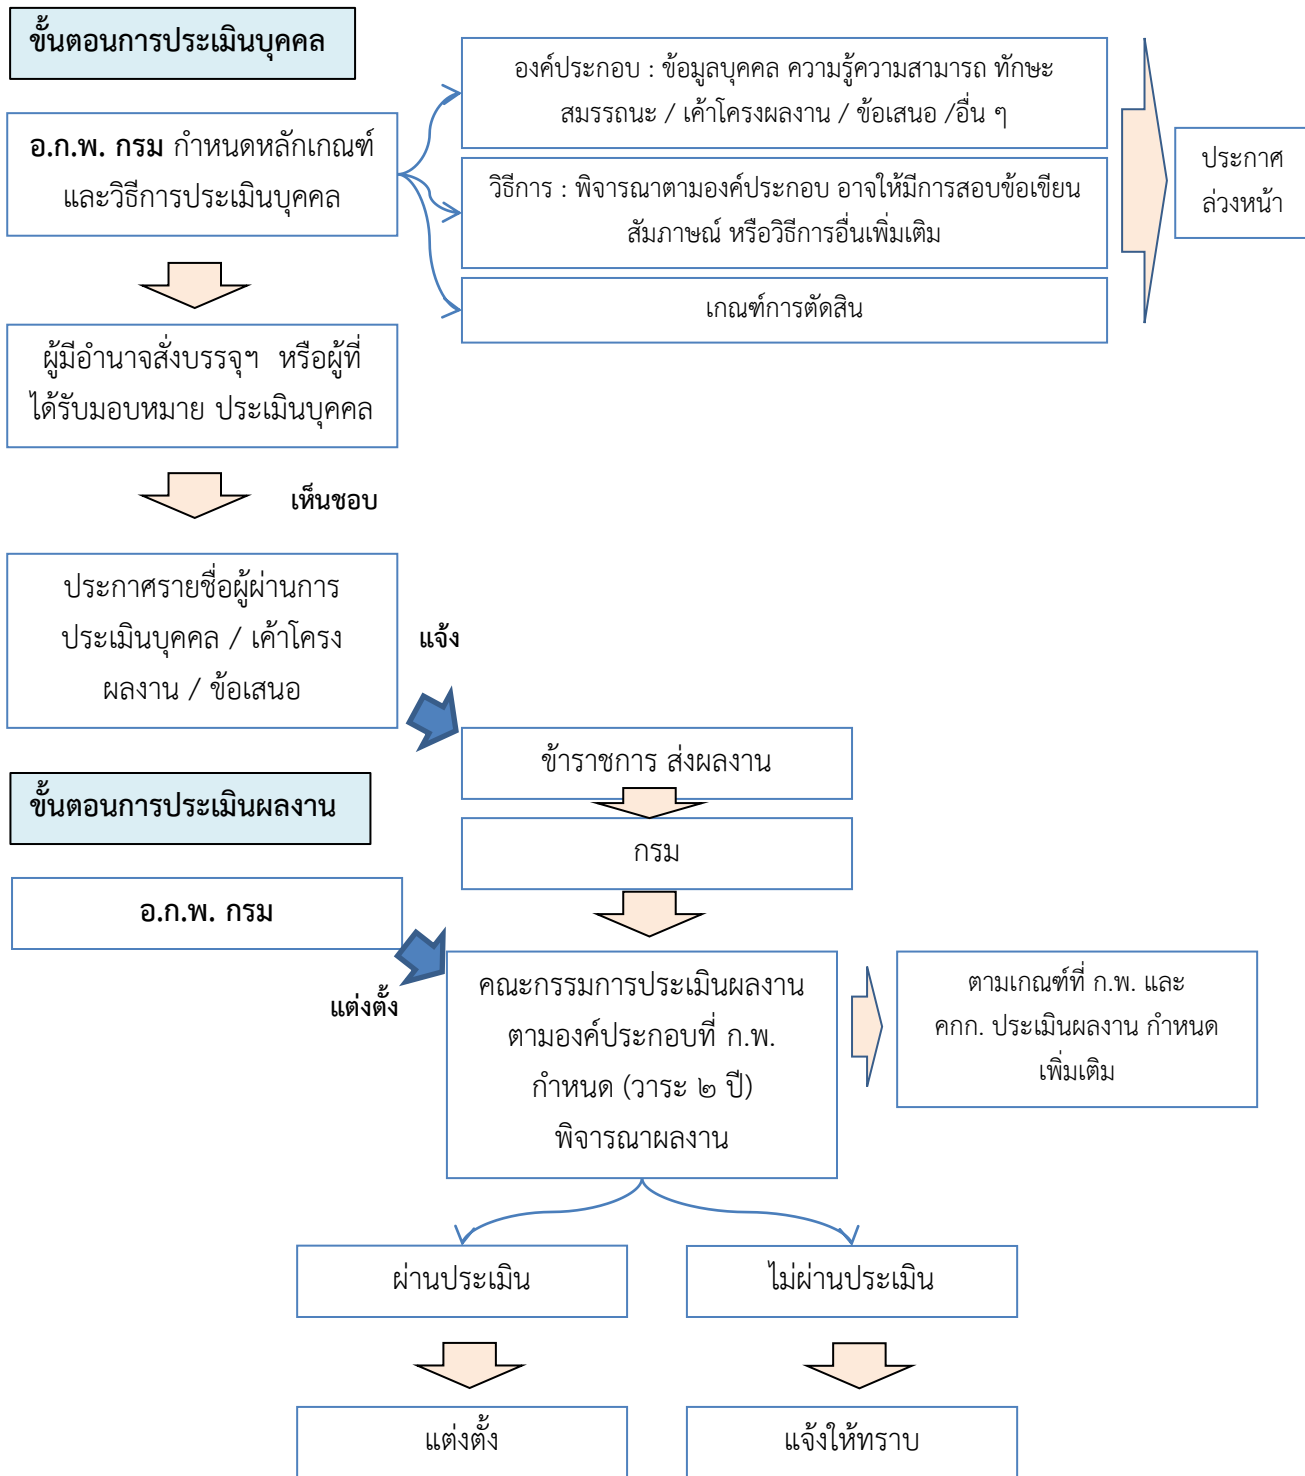 ขั้นตอนการประเมินบุคคล
อ.ก.พ. กรม กำหนดหลักเกณฑ์
และวิธีการประเมินบุคคล
องค์ประกอบ : ข้อมูลบุคคล ความรู้ความสามารถ ทักษะ
สมรรถนะ / เค้าโครงผลงาน / ข้อเสนอ /อื่น ๆ
วิธีการ : พิจารณาตามองค์ประกอบ อาจให้มีการสอบข้อเขียน
สัมภาษณ์ หรือวิธีการอื่นเพิ่มเติม
เกณฑ์การตัดสิน
ประกาศ
ล่วงหน้า
ผู้มีอำนาจสั่งบรรจุฯ หรือผู้ที่
ได้รับมอบหมาย ประเมินบุคคล
เห็นชอบ
ประกาศรายชื่อผู้ผ่านการ
ประเมินบุคคล / เค้าโครง
ผลงาน / ข้อเสนอ
แจ้ง
ข้าราชการ ส่งผลงาน
ขั้นตอนการประเมินผลงาน
กรม
อ.ก.พ. กรม
แต่งตั้ง
คณะกรรมการประเมินผลงาน
ตามองค์ประกอบที่ ก.พ.
กำหนด (วาระ ๒ ปี)
พิจารณาผลงาน
ตามเกณฑ์ที่ ก.พ. และ
คกก. ประเมินผลงาน กำหนด
เพิ่มเติม
ผ่านประเมิน
ไม่ผ่านประเมิน
แต่งตั้ง
แจ้งให้ทราบ